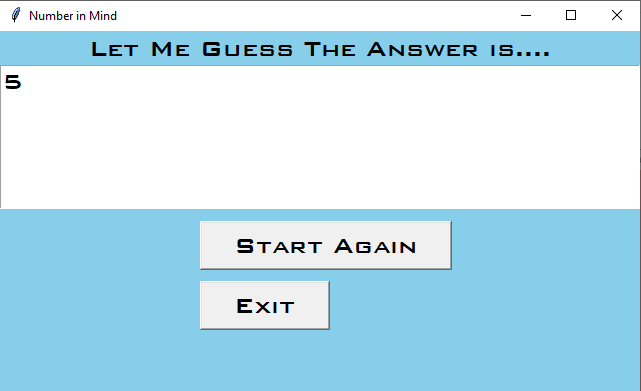 Number in Mind
Let Me Guess The Answer is....
5
Start Again
Exit